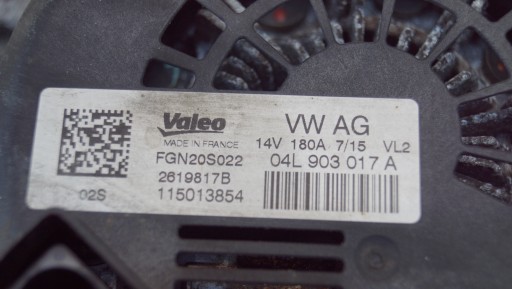 Valeo
MADE IN FRANCE
FGN20S022
2619817B
115013854
02S
VW AG
14V 180A 7/15 VL2
04L 903 017 A